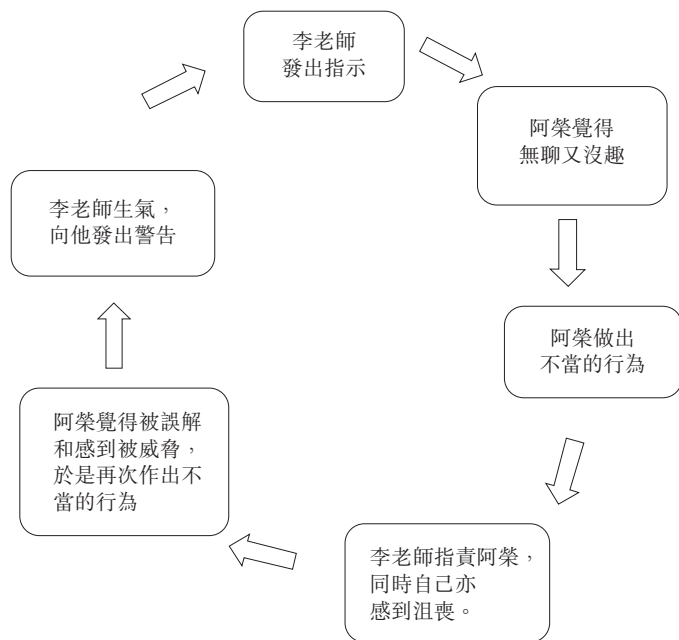 李老師
發出指示
阿榮覺得
無聊又沒趣
阿榮做出
不當的行為
李老師指責阿榮，
同時自己亦
感到沮喪。
阿榮覺得被誤解
和感到被威脅，
於是再次作出不
當的行為
李老師生氣，
向他發出警告